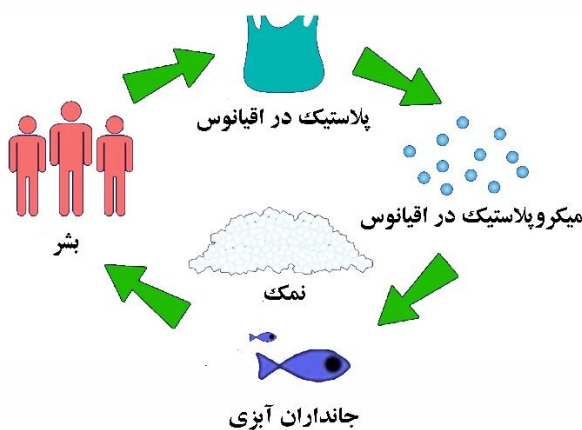 پلاستیک در اقیانوس
میکروپلاستیک در اقیانوس
بشر
نمک
جانداران آبزی